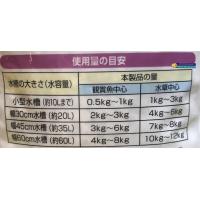 使用量の目安
水槽の大きさ(水容量) 本製品の量
観賞魚中心 水草中心
小型水槽(約10Lまで) 0.5kg~1kg 1kg~3kg
幅30cm水槽(約20L) 2kg~3kg 4kg~6kg
幅45cm水槽(約35L) 3kg~6kg 7kg~8kg
幅60cm水槽(約60L) 4kg~8kg 10kg~12kg